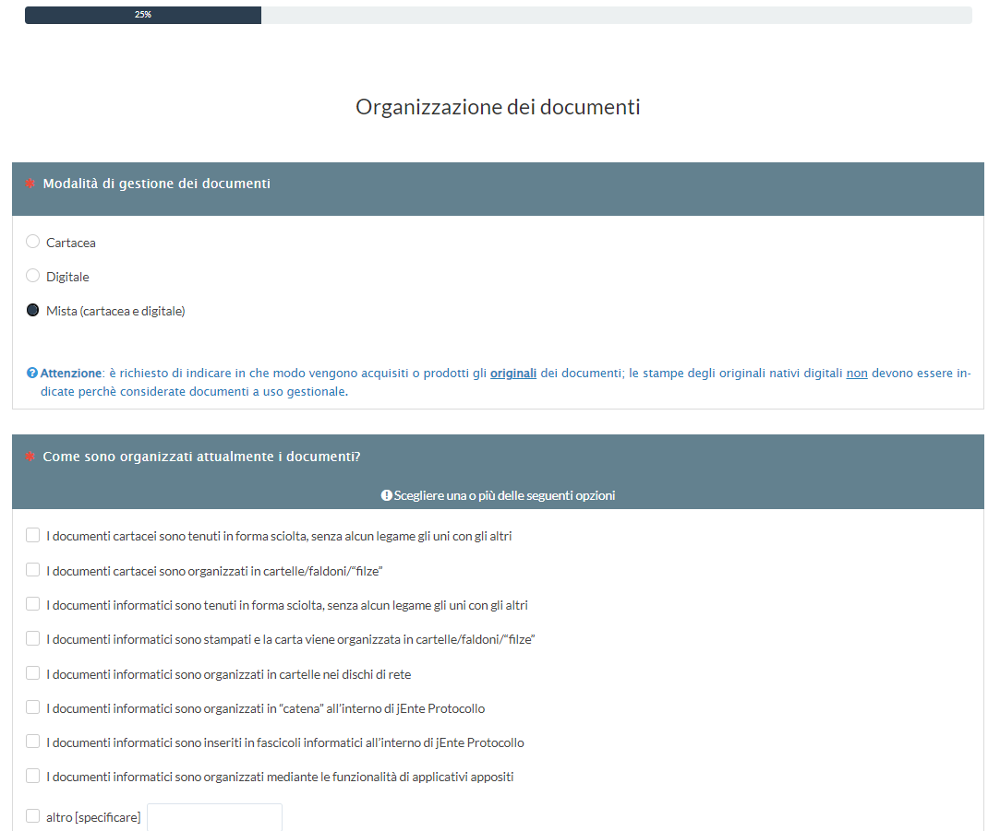 25%
Organizzazione dei documenti
* Modalità di gestione dei documenti
Cartacea
Digitale
Mista (cartacea e digitale)
Attenzione: è richiesto di indicare in che modo vengono acquisiti o prodotti gli originali dei documenti; le stampe degli originali nativi digitali non devono essere in-
dicate perchè considerate documenti a uso gestionale.
* Come sono organizzati attualmente i documenti?
Scegliere una o più delle seguenti opzioni
I documenti cartacei sono tenuti in forma sciolta, senza alcun legame gli uni con gli altri
I documenti cartacei sono organizzati in cartelle/faldoni/“filze”
I documenti informatici sono tenuti in forma sciolta, senza alcun legame gli uni con gli altri
I documenti informatici sono stampati e la carta viene organizzata in cartelle/faldoni/“filze”
I documenti informatici sono organizzati in cartelle nei dischi di rete
I documenti informatici sono organizzati in “catena” all’interno di jEnte Protocollo
I documenti informatici sono inseriti in fascicoli informatici all’interno di jEnte Protocollo
I documenti informatici sono organizzati mediante le funzionalità di applicativi appositi
altro [specificare]